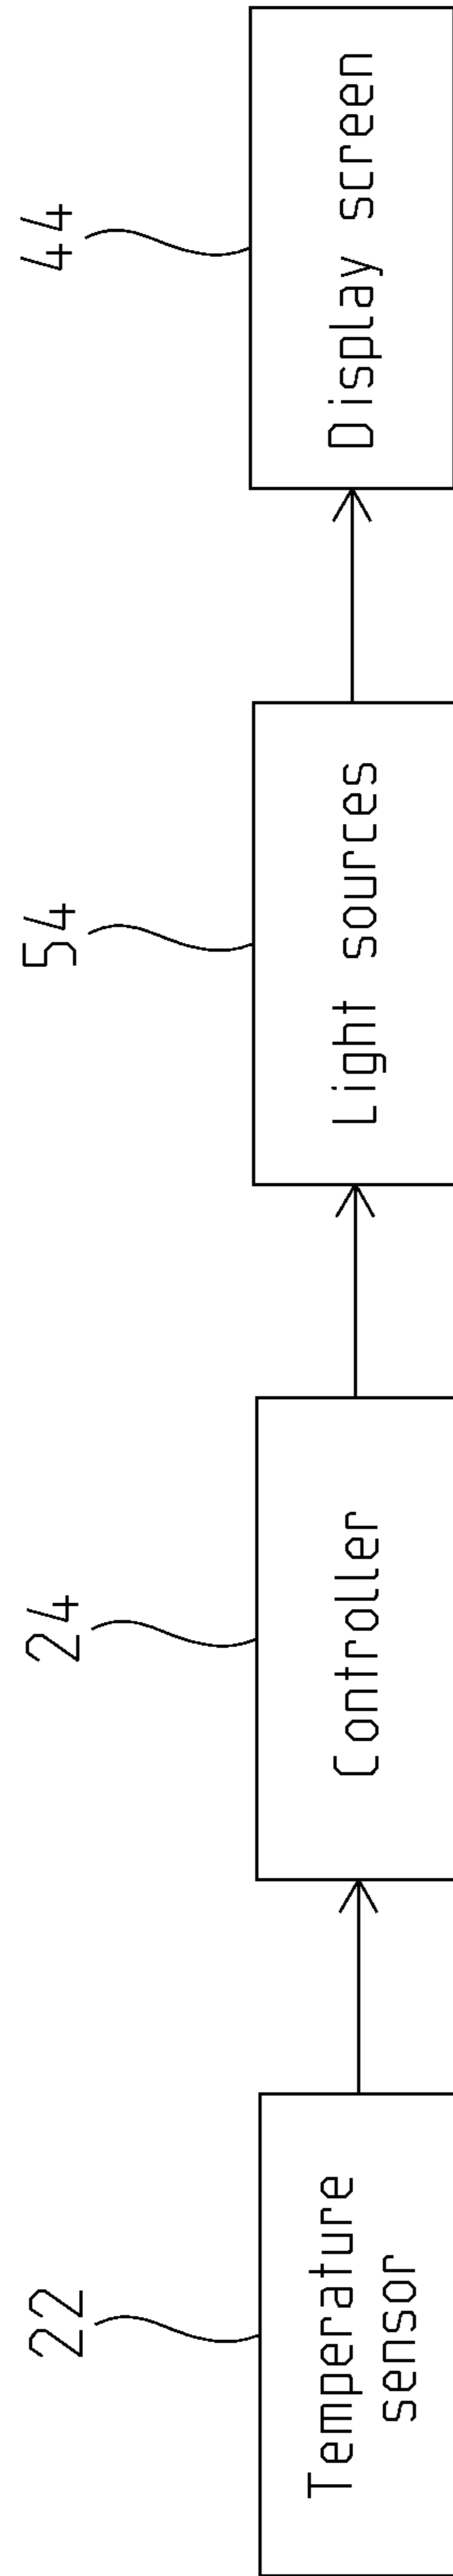 22
24
54
44
Temperature
sensor
Controller
Light sources
Display screen